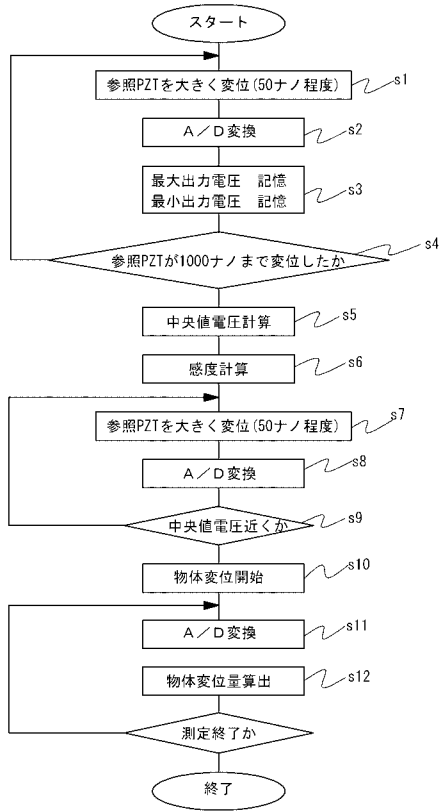 スタート
参照PZTを大きく変位(50ナノ程度)
s1
A/D変換
s2
最大出力電圧　記憶
最小出力電圧　記憶
s3
参照PZTが1000ナノまで変位したか
s4
中央値電圧計算
s5
感度計算
s6
参照PZTを大きく変位(50ナノ程度)
s7
A/D変換
s8
中央値電圧近くか
s9
物体変位開始
s10
A/D変換
s11
物体変位量算出
s12
測定終了か
終了